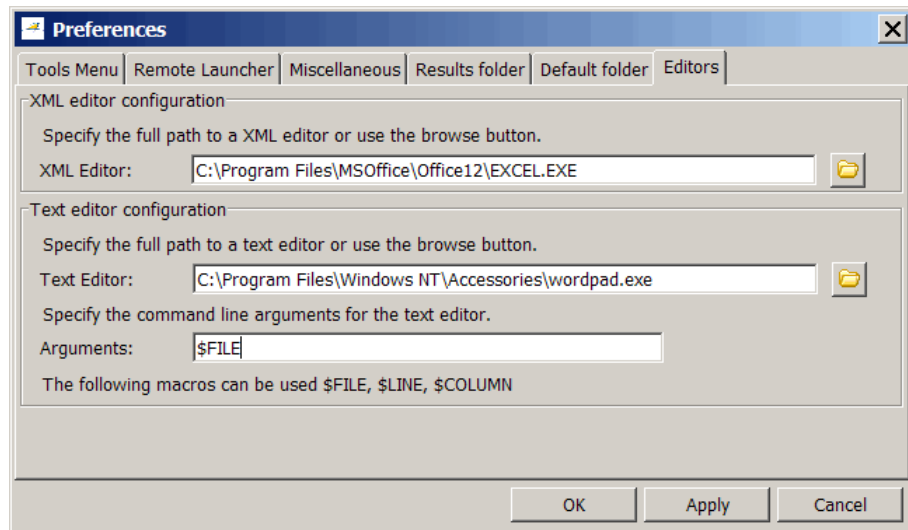 Preferences
Tools Menu Remote Launcher Miscellaneous Results folder Default folder Editors
XML editor configuration
Specify the full path to a XML editor or use the browse button.
XML Editor: C:\Program Files\MSOffice\Office12\EXCEL.EXE
Text editor configuration
Specify the full path to a text editor or use the browse button.
Text Editor: C:\Program Files\Windows NT\Accessories\wordpad.exe
Specify the command line arguments for the text editor.
Arguments: $FILE
The following macros can be used $FILE, $LINE, $COLUMN
OK Apply Cancel